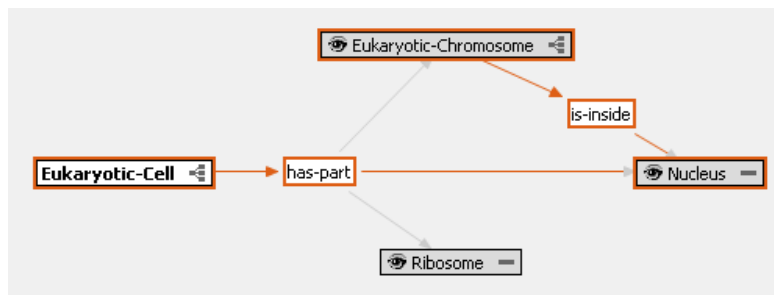 Eukaryotic-Chromosome
is-inside
Eukaryotic-Cell
has-part
Nucleus
Ribosome